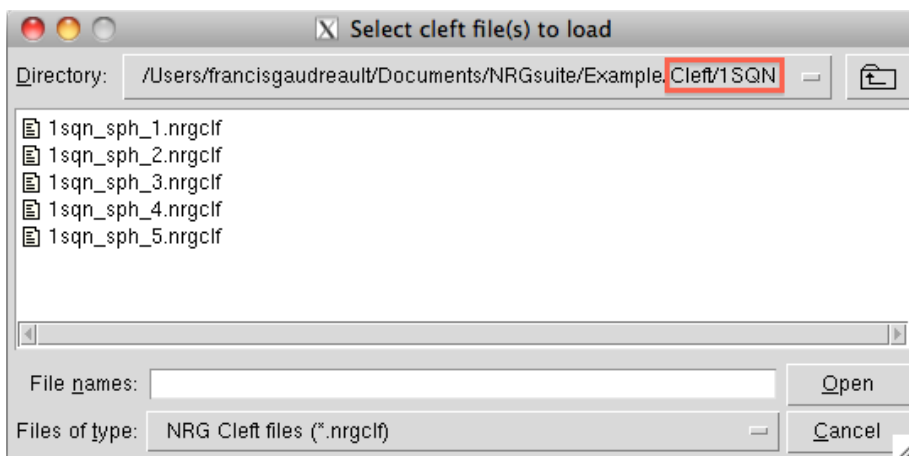 Select cleft file(s) to load
Directory: /Users/francisgaudreault/Documents/NRGsuite/Example/Cleft/1SQN
1sqn_sph_1.nrgclf
1sqn_sph_2.nrgclf
1sqn_sph_3.nrgclf
1sqn_sph_4.nrgclf
1sqn_sph_5.nrgclf
File names: Open
Files of type: NRG Cleft files (*.nrgclf) Cancel